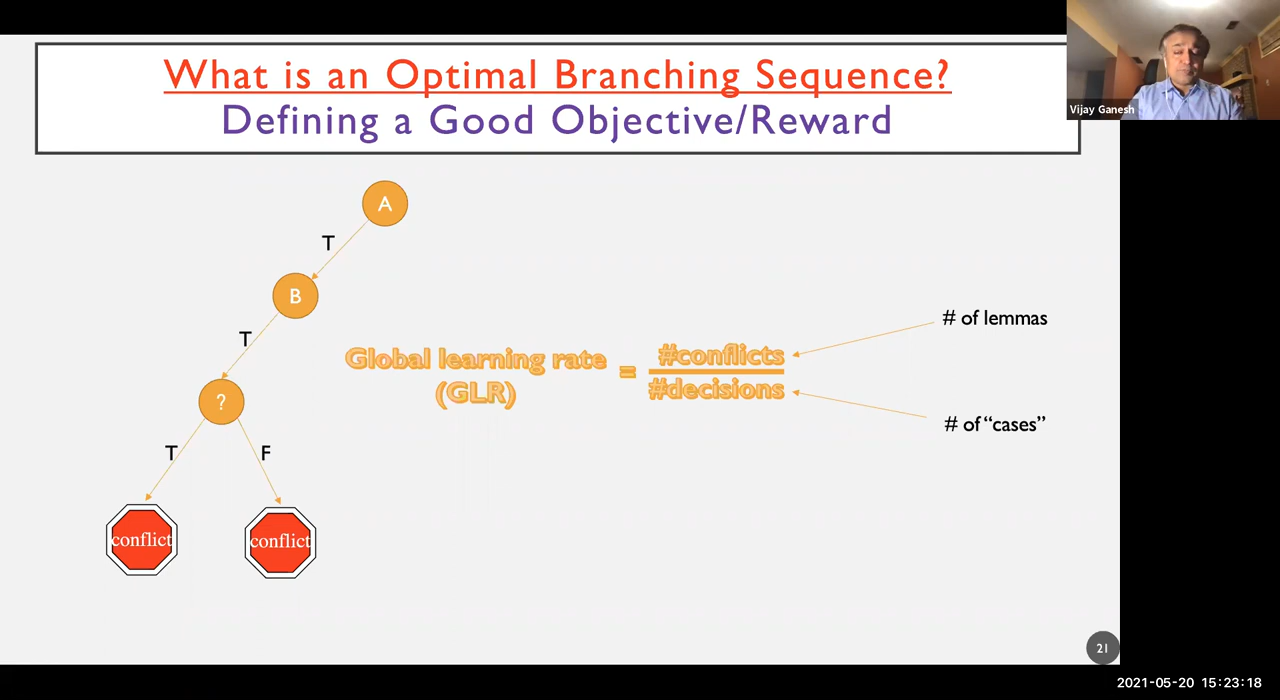 What is an Optimal Branching Sequence?
Defining a Good Objective/Reward
Vijay Ganesh
A
T
B
T
?
T
F
conflict
conflict
Global learning rate
(GLR)
=
#conflicts
#decisions
# of lemmas
# of “cases”
21
2021-05-20 15:23:18